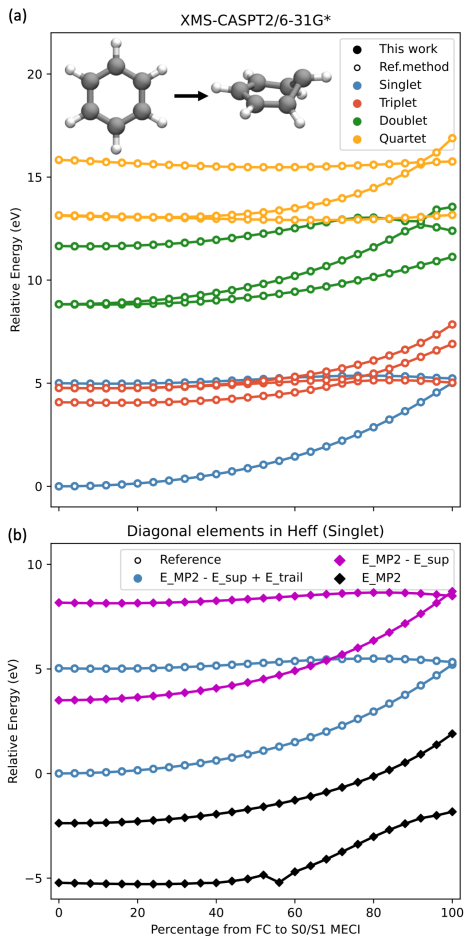 (a)
XMS-CASPT2/6-31G*
This work
Ref.method
Singlet
Triplet
Doublet
Quartet
20
15
10
5
0
Relative Energy (eV)
(b)
Diagonal elements in Heff (Singlet)
Reference
E_MP2 - E_sup + E_trail
E_MP2 - E_sup
E_MP2
10
5
0
−5
Relative Energy (eV)
0 20 40 60 80 100
Percentage from FC to S0/S1 MECI